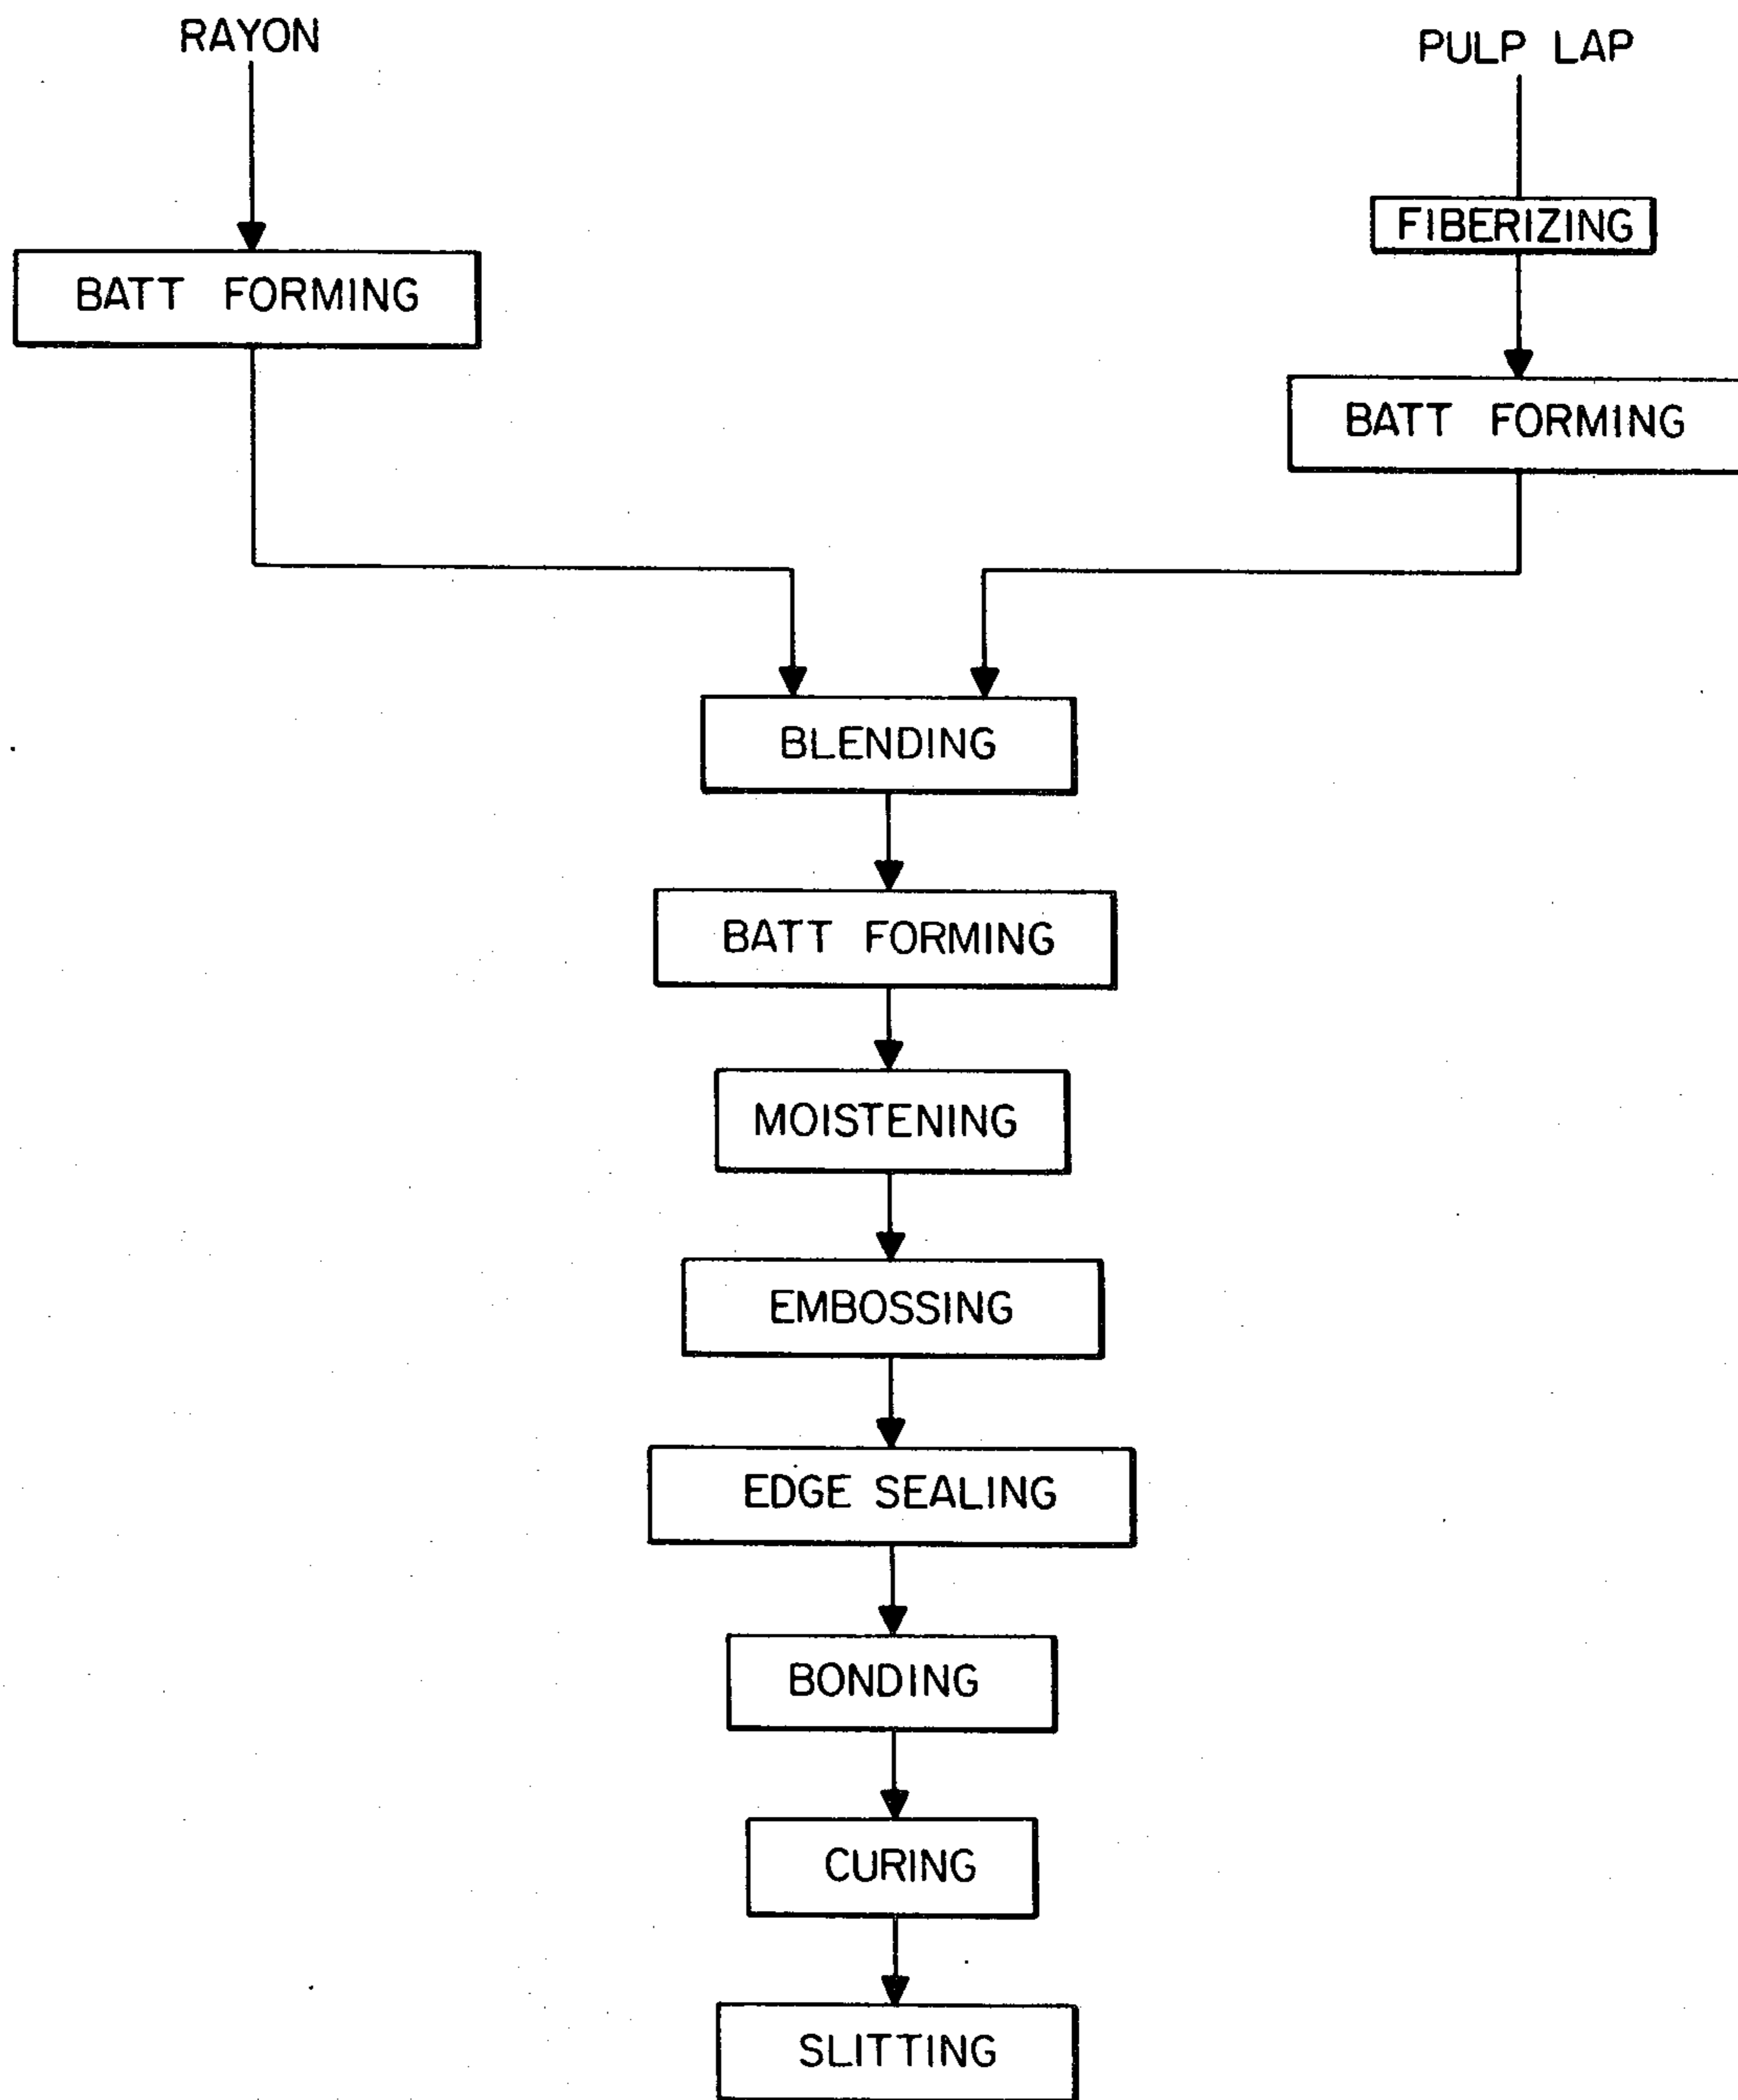 RAYON
PULP LAP
FIBERIZING
BATT FORMING
BATT FORMING
BLENDING
BATT FORMING
MOISTENING
EMBOSSING
EDGE SEALING
BONDING
CURING
SLITTING